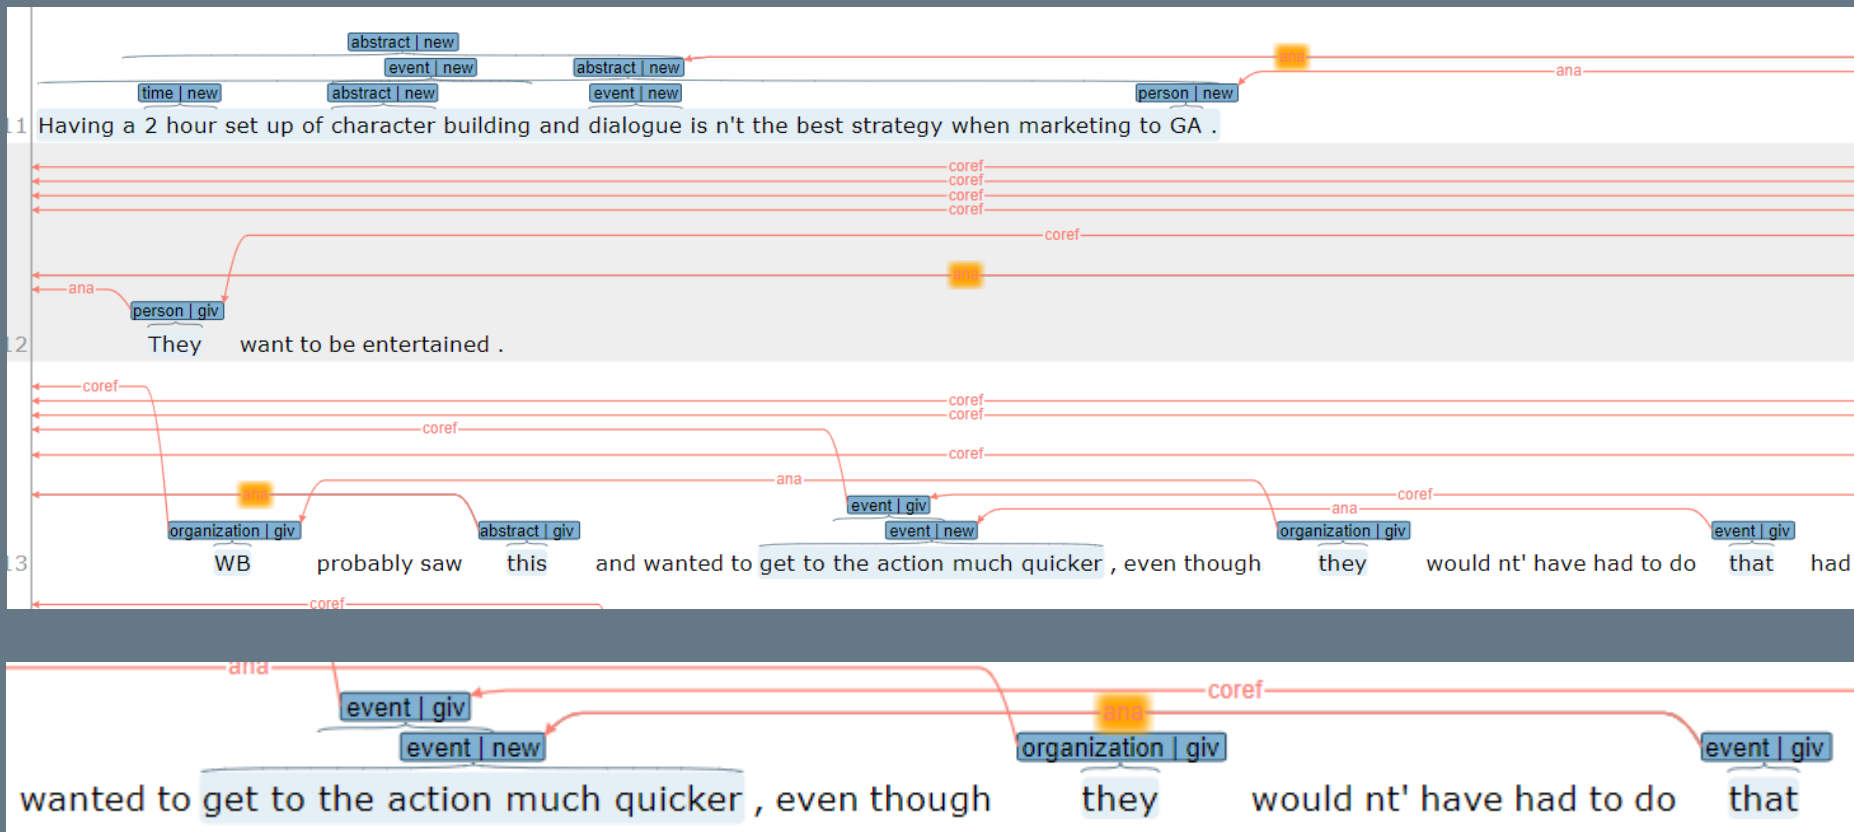 abstract | new
ana
event | new abstract | new
ana
time | new abstract | new event | new person | new
11 Having a 2 hour set up of character building and dialogue is n't the best strategy when marketing to GA .
coref
coref
coref
coref
coref
ana
ana
person | giv
12 They want to be entertained .
coref
coref
coref
coref
coref
ana
ana coref
event | giv
ana
organization | giv abstract | giv event | new organization | giv event | giv
13 WB probably saw this and wanted to get to the action much quicker , even though they would nt' have had to do that had
coref
ana
coref
event | giv ana
event | new organization | giv event | giv
wanted to get to the action much quicker , even though they would nt' have had to do that